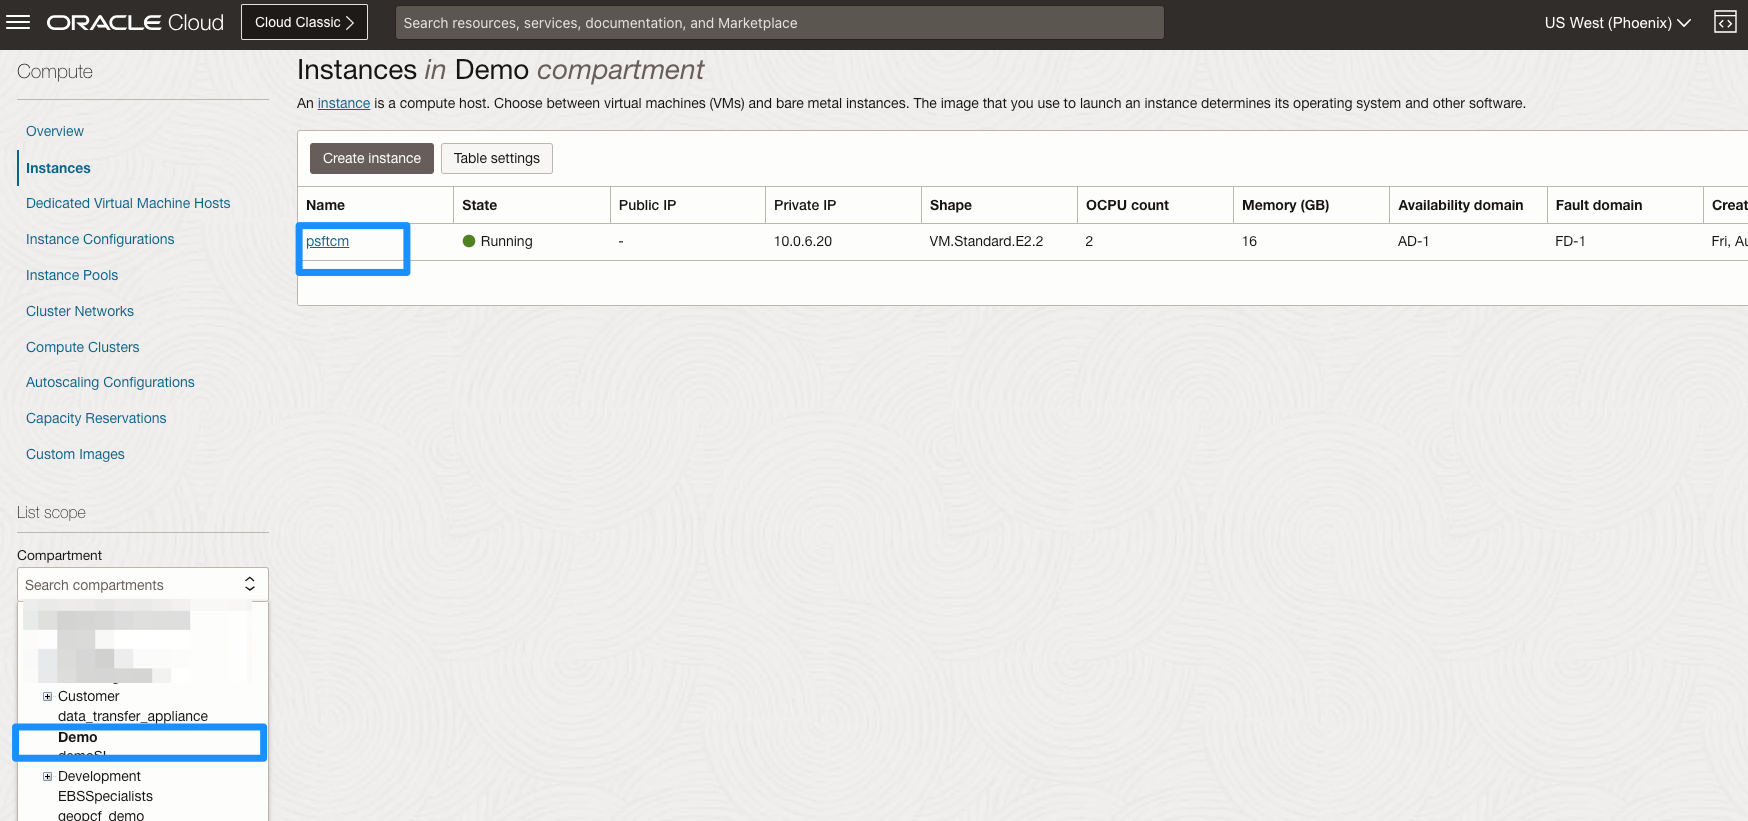 ORACLE Cloud
Cloud Classic
Search resources, services, documentation, and Marketplace
US West (Phoenix)
Compute
Overview
Instances
Dedicated Virtual Machine Hosts
Instance Configurations
Instance Pools
Cluster Networks
Compute Clusters
Autoscaling Configurations
Capacity Reservations
Custom Images
List scope
Compartment
Search compartments
Customer
data_transfer_appliance
Demo
Development
EBSSpecialists
geopcf_demo
Instances in Demo compartment
An instance is a compute host. Choose between virtual machines (VMs) and bare metal instances. The image that you use to launch an instance determines its operating system and other software.
Create instance Table settings
Name State Public IP Private IP Shape OCPU count Memory (GB) Availability domain Fault domain Creat
psftcm Running - 10.0.6.20 VM.Standard.E2.2 2 16 AD-1 FD-1 Fri, Au